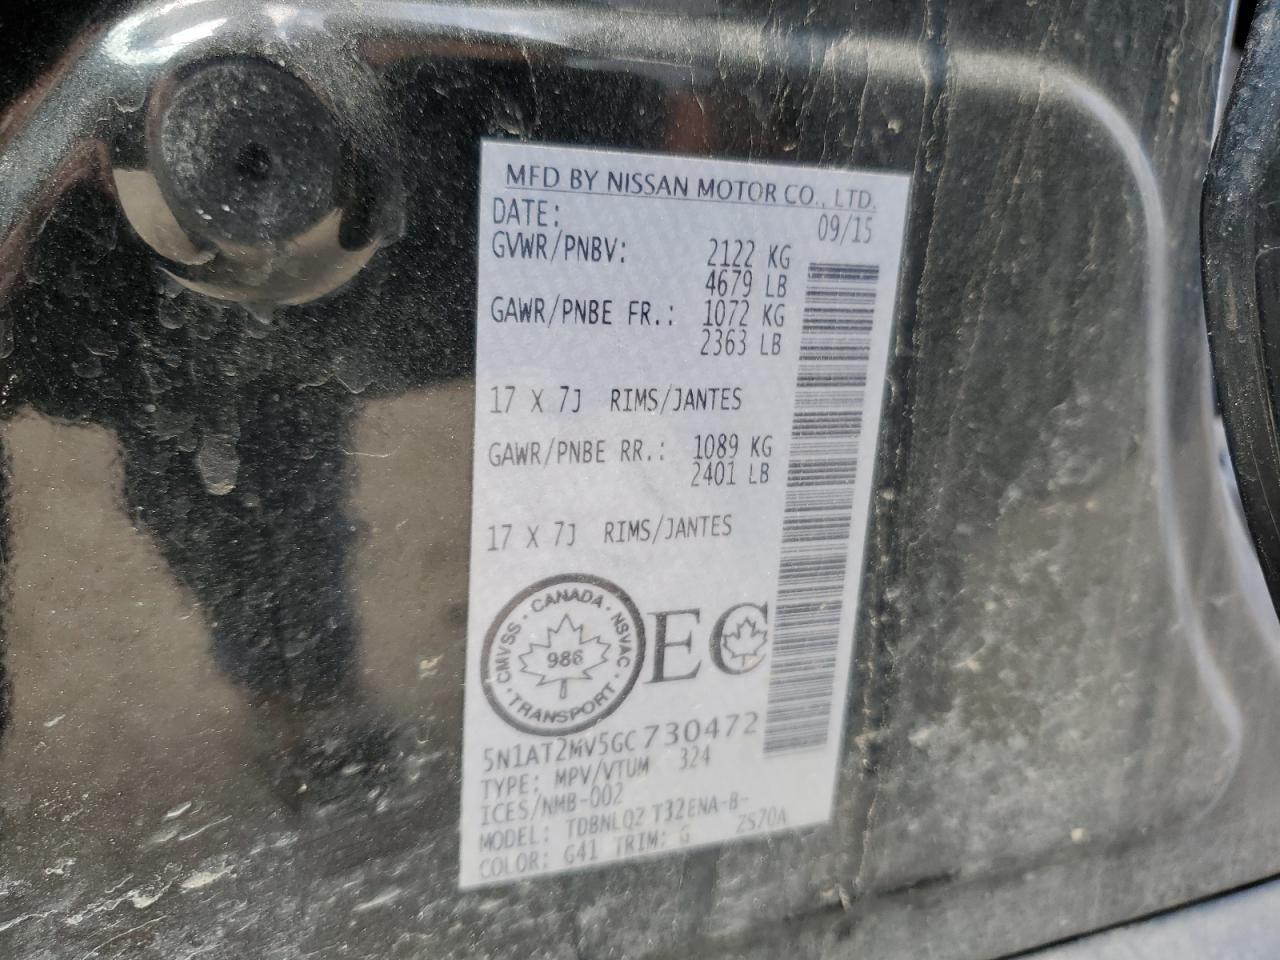 MFD BY NISSAN MOTOR CO., LTD.
DATE: 09/15
GVWR/PNBV: 2122 KG
4679 LB
GAWR/PNBE FR.: 1072 KG
2363 LB
17 X 7J RIMS/JANTES
GAWR/PNBE RR.: 1089 KG
2401 LB
17 X 7J RIMS/JANTES
CMVSS · CANADA · NSVAC · TRANSPORT ·
986
EC
5N1AT2MV5GC730472
TYPE: MPV/VTUM 324
ICES/NMB-002
MODEL: TDBNLQZ T32ENA-B-
ZS70A
COLOR: G41 TRIM: G